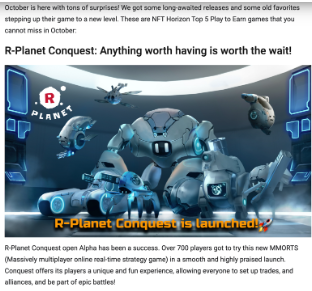 October is here with tons of surprises! We got some long-awaited releases and some old favorites
stepping up their game to a new level. These are NFT Horizon Top 5 Play to Earn games that you
cannot miss in October:
R-Planet Conquest: Anything worth having is worth the wait!
R
PLANET
R-Planet Conquest is launched!🚀
R-Planet Conquest open Alpha has been a success. Over 700 players got to try this new MMORTS
(Massively multiplayer online real-time strategy game) in a smooth and highly praised launch.
Conquest offers its players a unique and fun experience, allowing everyone to set up trades, and
alliances, and be part of epic battles!